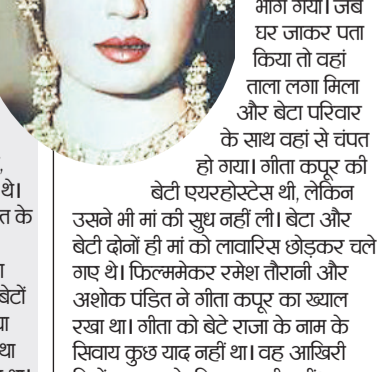 भाग गया। जब
घर जाकर पता
किया तो वहां
ताला लगा मिला
और बेटा परिवार
के साथ वहां से चंपत
हो गया। गीता कपूर की
बेटी एयरहोस्टेस थी, लेकिन
उसने भी मां की सुध नहीं ली। बेटा और
बेटी दोनों ही मां को लावारिस छोड़कर चले
गए थे। फिल्ममेकर रमेश तौरानी और
अशोक पंडित ने गीता कपूर का ख्याल
रखा था। गीता को बेटे राजा के नाम के
सिवाय कुछ याद नहीं था। वह आखिरी
थे।
त के
बेटों
या
था